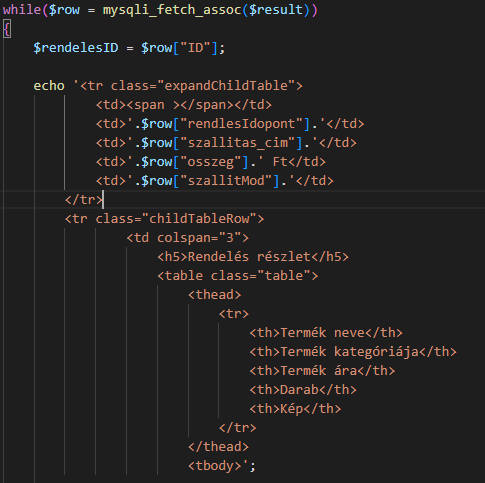 while($row = mysqli_fetch_assoc($result))
{
$rendelesID = $row["ID"];
echo '<tr class="expandChildTable">
<td><span ></span></td>
<td>'.$row["rendlesIdopont"].'</td>
<td>'.$row["szallitas_cim"].'</td>
<td>'.$row["osszeg"].' Ft</td>
<td>'.$row["szallitMod"].'</td>
</tr>
<tr class="childTableRow">
<td colspan="3">
<h5>Rendelés részlet</h5>
<table class="table">
<thead>
<tr>
<th>Termék neve</th>
<th>Termék kategóriája</th>
<th>Termék ára</th>
<th>Darab</th>
<th>Kép</th>
</tr>
</thead>
<tbody>';